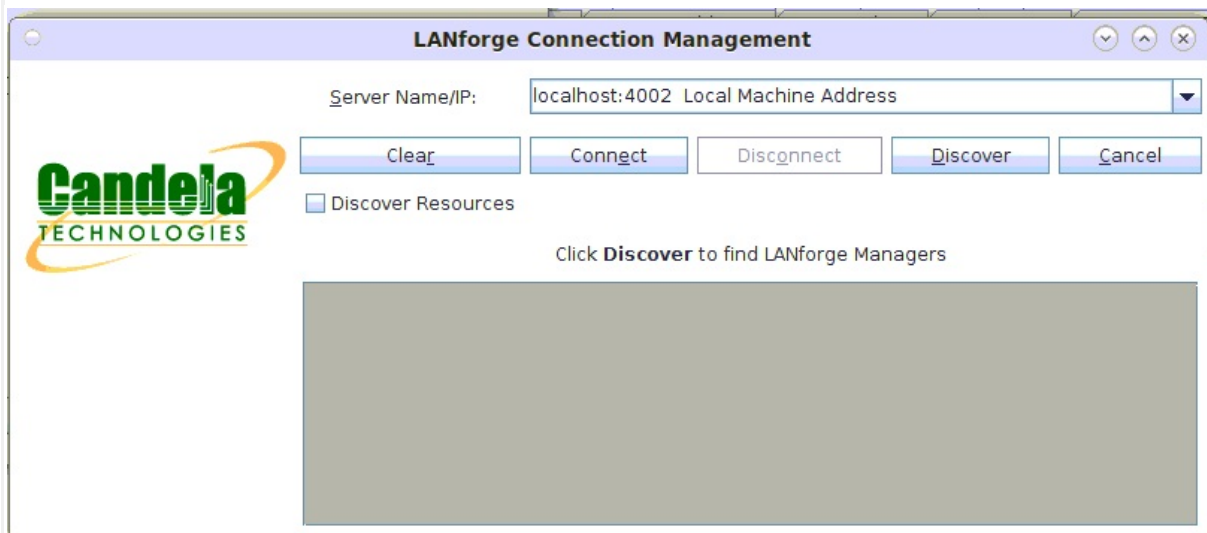 LANforge Connection Management
Server Name/IP:
localhost:4002 Local Machine Address
Clear
Connect
Disconnect
Discover
Cancel
Candela
TECHNOLOGIES
Discover Resources
Click Discover to find LANforge Managers